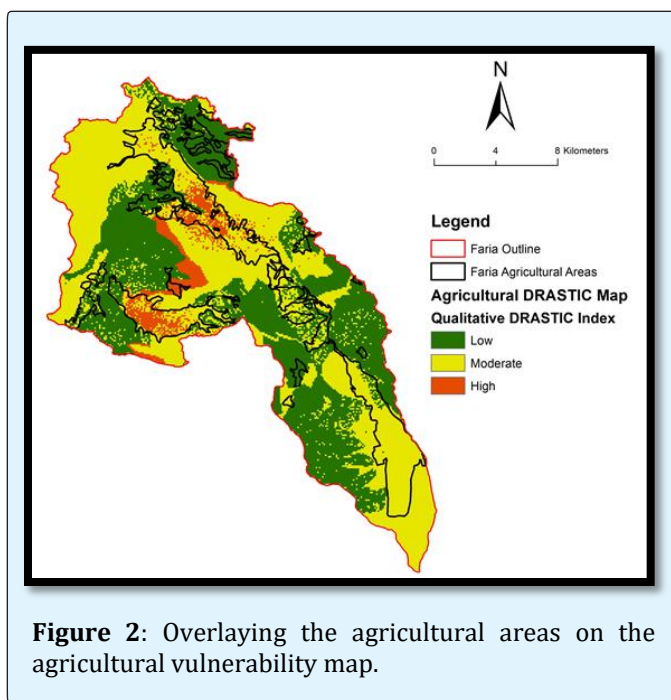 N
0 4 8 Kilometers
Legend
Faria Outline
Faria Agricultural Areas
Agricultural DRASTIC Map
Qualitative DRASTIC Index
Low
Moderate
High
Figure 2: Overlaying the agricultural areas on the
agricultural vulnerability map.